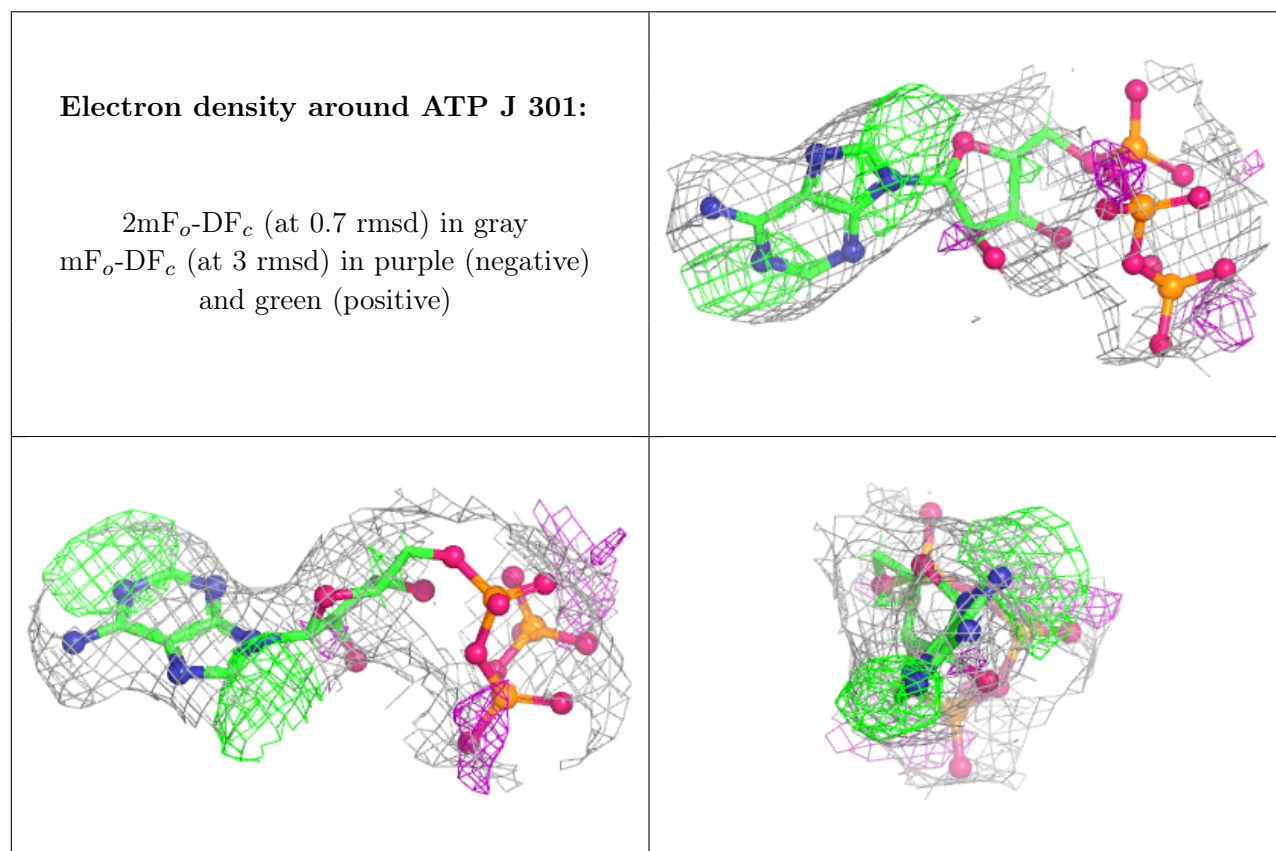 Electron density around ATP J 301:
2mFo-DFc (at 0.7 rmsd) in gray
mFo-DFc (at 3 rmsd) in purple (negative)
and green (positive)